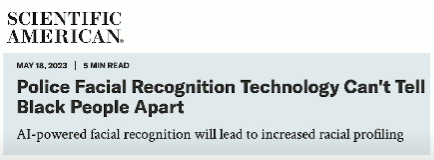 SCIENTIFIC
AMERICAN®
MAY 18, 2023 | 5 MIN READ
Police Facial Recognition Technology Can't Tell
Black People Apart
AI-powered facial recognition will lead to increased racial profiling